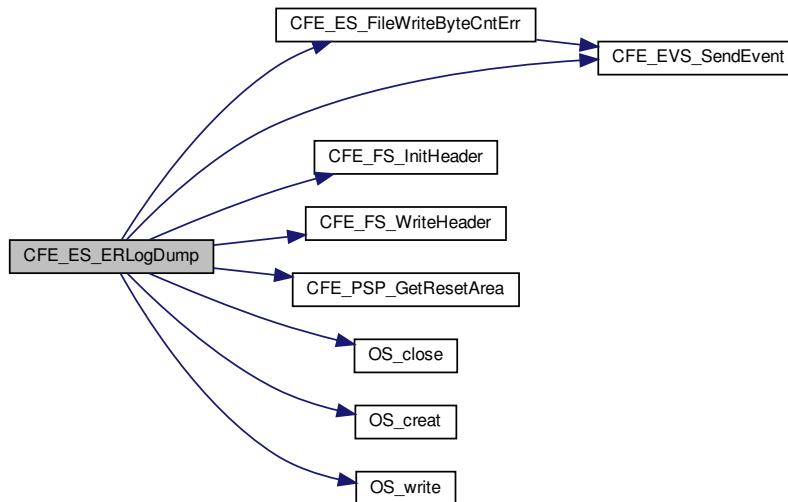 CFE_ES_FileWriteByteCntErr
CFE_EVS_SendEvent
CFE_FS_InitHeader
CFE_FS_WriteHeader
CFE_ES_ERLogDump
CFE_PSP_GetResetArea
OS_close
OS_creat
OS_write